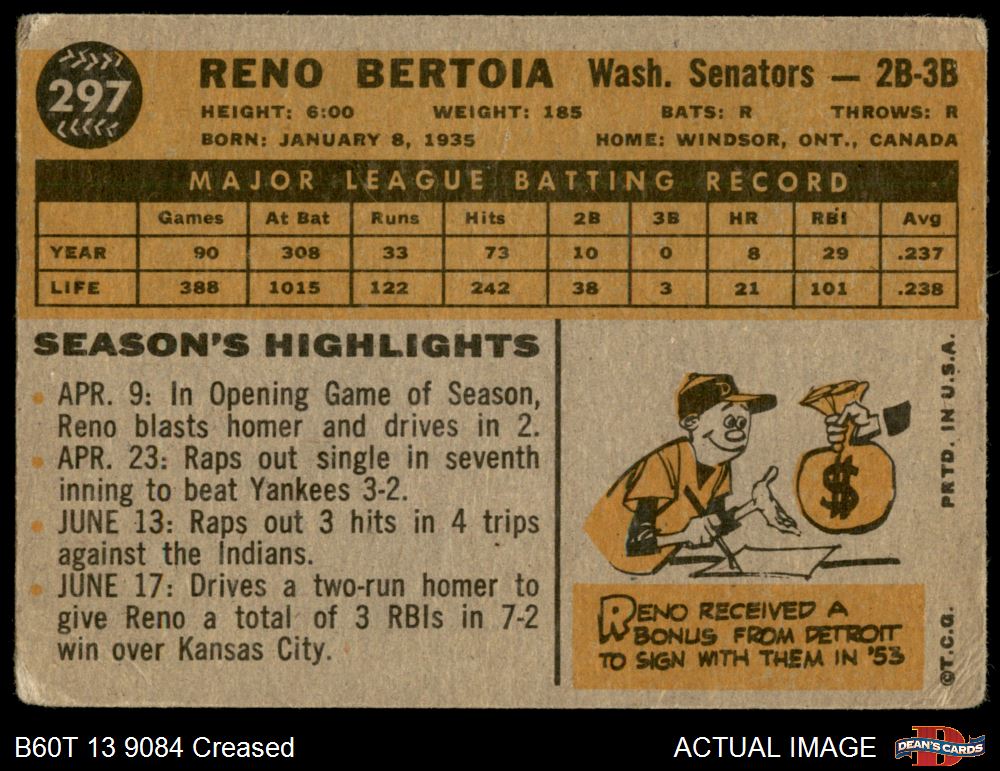 297
RENO BERTOIA Wash. Senators — 2B-3B
HEIGHT: 6:00 WEIGHT: 185 BATS: R THROWS: R
BORN: JANUARY 8, 1935 HOME: WINDSOR, ONT., CANADA
MAJOR LEAGUE BATTING RECORD
Games At Bat Runs Hits 2B 3B HR RBI Avg
YEAR 90 308 33 73 10 0 8 29 .237
LIFE 388 1015 122 242 38 3 21 101 .238
SEASON'S HIGHLIGHTS
• APR. 9: In Opening Game of Season,
Reno blasts homer and drives in 2.
• APR. 23: Raps out single in seventh
inning to beat Yankees 3-2.
• JUNE 13: Raps out 3 hits in 4 trips
against the Indians.
• JUNE 17: Drives a two-run homer to
give Reno a total of 3 RBIs in 7-2
win over Kansas City.
$
RENO RECEIVED A
BONUS FROM DETROIT
TO SIGN WITH THEM IN '53
©T.C.G. PRTD. IN U.S.A.
B60T 13 9084 Creased
ACTUAL IMAGE
D
DEAN'S CARDS